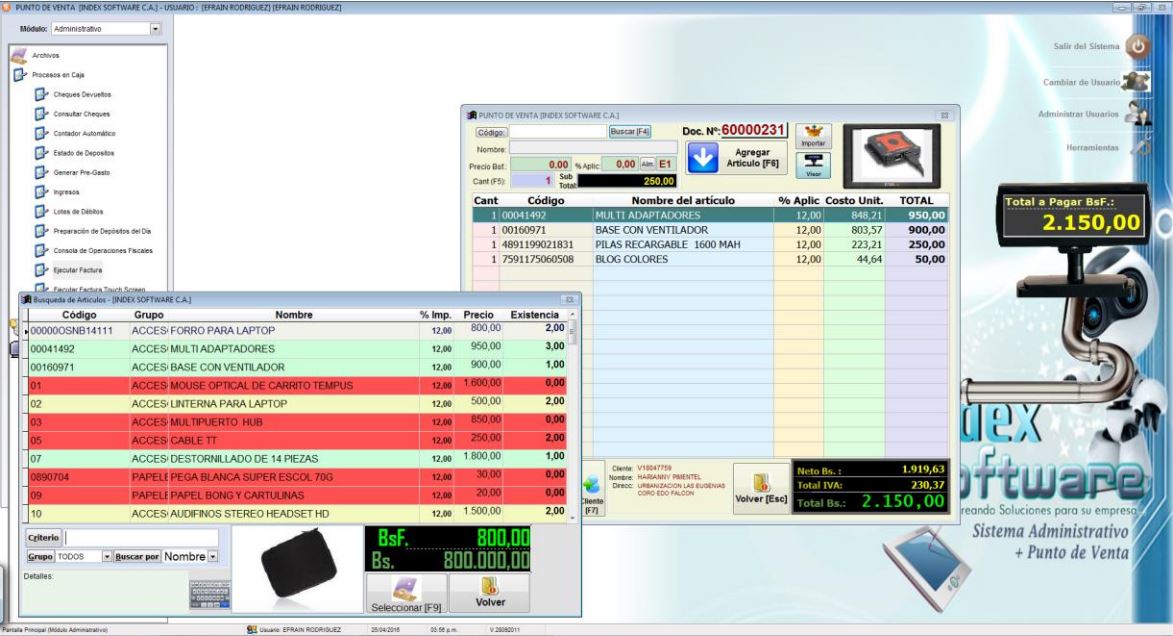 PUNTO DE VENTA [INDEX SOFTWARE C.A.] - USUARIO : [EFRAIN RODRIGUEZ] [EFRAIN RODRIGUEZ]
Módulo: Administrativo
Archivos
Procesos en Caja
Cheques Devueltos
Consultar Cheques
Contador Automático
Estado de Depositos
Generar Pre-Gasto
Ingresos
Lotes de Débitos
Preparación de Depósitos del Día
Consola de Operaciones Fiscales
Ejecutar Factura
Ejecutar Factura Touch Screen
Salir del Sistema
Cambiar de Usuario
Administrar Usuarios
Herramientas
PUNTO DE VENTA [INDEX SOFTWARE C.A.]
Código: Buscar [F4] Doc. Nº: 60000231 Importar
Nombre:
Precio Bsf.: 0.00 % Aplic: 0,00 Alm. E1 Agregar Articulo [F6] Visor
Cant (F5): 1 Sub Total: 250,00
Cant Código Nombre del artículo % Aplic Costo Unit. TOTAL
1 00041492 MULTI ADAPTADORES 12,00 848,21 950,00
1 00160971 BASE CON VENTILADOR 12,00 803,57 900,00
1 4891199021831 PILAS RECARGABLE 1600 MAH 12,00 223,21 250,00
1 7591175060508 BLOG COLORES 12,00 44,64 50,00
Total a Pagar BsF.:
2.150,00
Cliente: V18047759
Nombre: HARIANNY PIMENTEL
Direcc: URBANIZACION LAS EUGENIAS CORO EDO FALCON
Cliente [F7]
Volver [Esc]
Neto Bs. : 1.919,63
Total IVA: 230,37
Total Bs.: 2.150,00
Busqueda de Articulos - [INDEX SOFTWARE C.A.]
Código Grupo Nombre % Imp. Precio Existencia
00000OSNB14111 ACCES FORRO PARA LAPTOP 12,00 800,00 2,00
00041492 ACCES MULTI ADAPTADORES 12,00 950,00 3,00
00160971 ACCES BASE CON VENTILADOR 12,00 900,00 1,00
01 ACCES MOUSE OPTICAL DE CARRITO TEMPUS 12,00 1.600,00 0,00
02 ACCES LINTERNA PARA LAPTOP 12,00 500,00 2,00
03 ACCES MULTIPUERTO HUB 12,00 850,00 0,00
05 ACCES CABLE TT 12,00 250,00 2,00
07 ACCES DESTORNILLADO DE 14 PIEZAS 12,00 1.800,00 1,00
0890704 PAPELE PEGA BLANCA SUPER ESCOL 70G 12,00 30,00 0,00
09 PAPELE PAPEL BONG Y CARTULINAS 12,00 20,00 0,00
10 ACCES AUDIFINOS STEREO HEADSET HD 12,00 1.500,00 2,00
Criterio
Grupo TODOS Buscar por Nombre
Detalles:
BsF. 800,00
Bs. 800.000,00
Seleccionar [F9]
Volver
dex
oftware
reando Soluciones para su empresa
Sistema Administrativo
+ Punto de Venta
Pantalla Principal (Módulo Administrativo) Usuario: EFRAIN RODRIGUEZ 25/04/2016 03:56 p.m. V.26092011